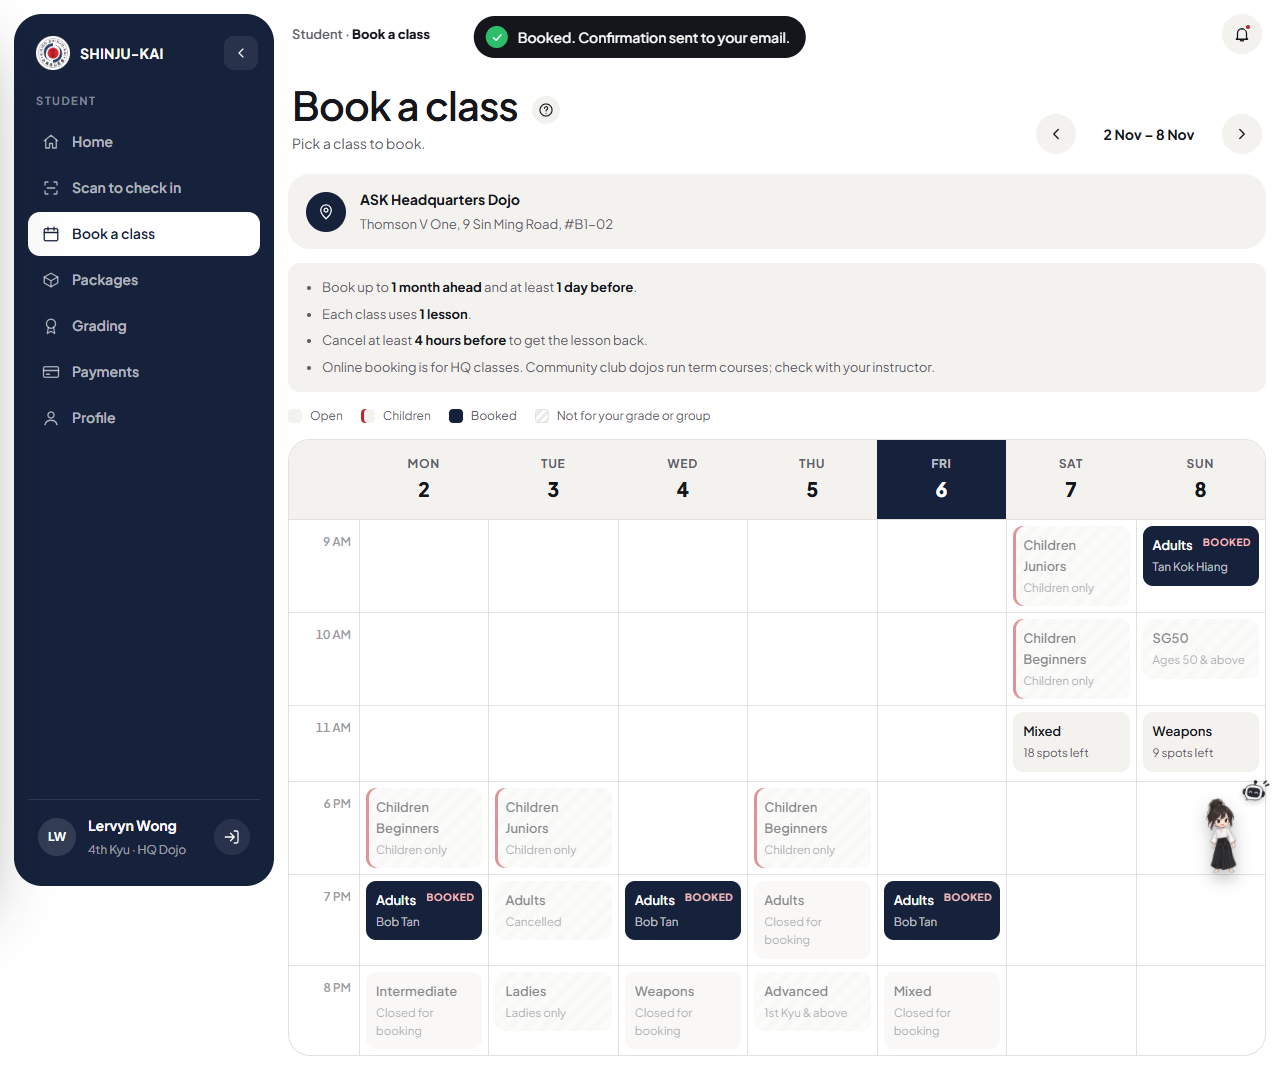 SHINJU-KAI
STUDENT
Home
Scan to check in
Book a class
Packages
Grading
Payments
Profile
LW
Lervyn Wong
4th Kyu · HQ Dojo
Student · Book a class
Booked. Confirmation sent to your email.
Book a class
Pick a class to book.
2 Nov – 8 Nov
ASK Headquarters Dojo
Thomson V One, 9 Sin Ming Road, #B1-02
• Book up to 1 month ahead and at least 1 day before.
• Each class uses 1 lesson.
• Cancel at least 4 hours before to get the lesson back.
• Online booking is for HQ classes. Community club dojos run term courses; check with your instructor.
Open
Children
Booked
Not for your grade or group
MON TUE WED THU FRI SAT SUN
2 3 4 5 6 7 8
9 AM
Children
Juniors
Children only
Adults BOOKED
Tan Kok Hiang
10 AM
Children
Beginners
Children only
SG50
Ages 50 & above
11 AM
Mixed
18 spots left
Weapons
9 spots left
6 PM
Children
Beginners
Children only
Children
Juniors
Children only
Children
Beginners
Children only
7 PM
Adults BOOKED
Bob Tan
Adults
Cancelled
Adults BOOKED
Bob Tan
Adults
Closed for
booking
Adults BOOKED
Bob Tan
8 PM
Intermediate
Closed for
booking
Ladies
Ladies only
Weapons
Closed for
booking
Advanced
1st Kyu & above
Mixed
Closed for
booking